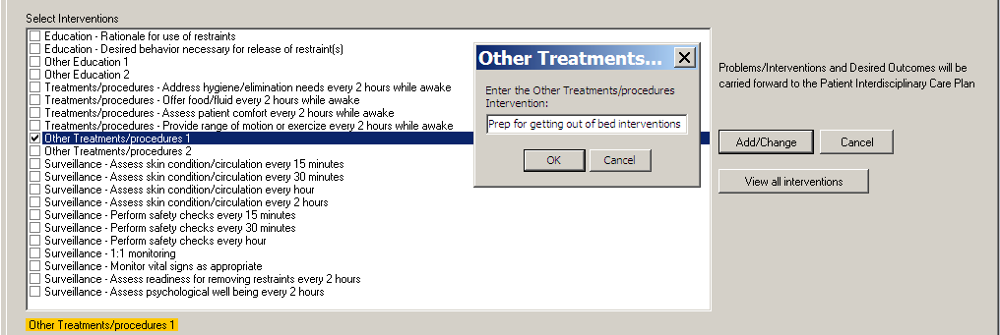 Select Interventions
Education - Rationale for use of restraints
Education - Desired behavior necessary for release of restraint(s)
Other Education 1
Other Education 2
Treatments/procedures - Address hygiene/elimination needs every 2 hours while awake
Treatments/procedures - Offer food/fluid every 2 hours while awake
Treatments/procedures - Assess patient comfort every 2 hours while awake
Treatments/procedures - Provide range of motion or exercize every 2 hours while awake
Other Treatments/procedures 1
Other Treatments/procedures 2
Surveillance - Assess skin condition/circulation every 15 minutes
Surveillance - Assess skin condition/circulation every 30 minutes
Surveillance - Assess skin condition/circulation every hour
Surveillance - Assess skin condition/circulation every 2 hours
Surveillance - Perform safety checks every 15 minutes
Surveillance - Perform safety checks every 30 minutes
Surveillance - Perform safety checks every hour
Surveillance - 1:1 monitoring
Surveillance - Monitor vital signs as appropriate
Surveillance - Assess readiness for removing restraints every 2 hours
Surveillance - Assess psychological well being every 2 hours
Other Treatments/procedures 1
Other Treatments...
Enter the Other Treatments/procedures
Intervention:
Prep for getting out of bed interventions
OK Cancel
Problems/Interventions and Desired Outcomes will be
carried forward to the Patient Interdisciplinary Care Plan
Add/Change Cancel
View all interventions